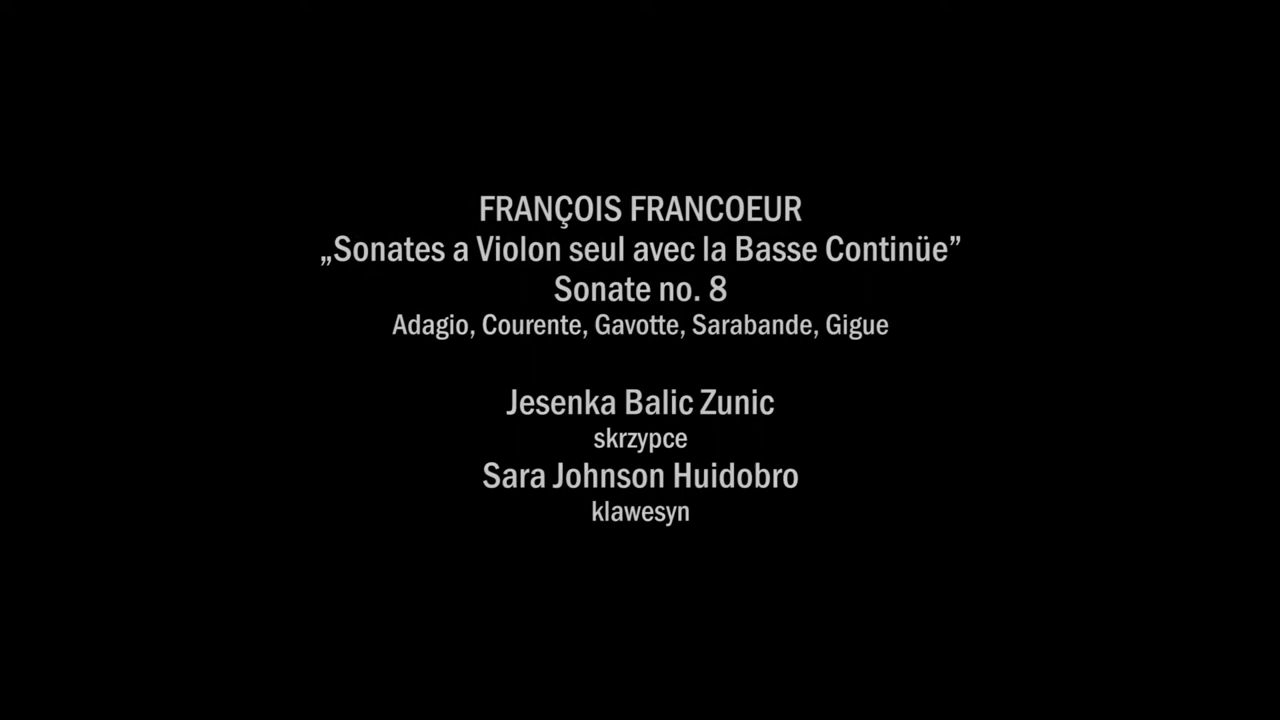 FRANÇOIS FRANCOEUR
„Sonates a Violon seul avec la Basse Continüe”
Sonate no. 8
Adagio, Courente, Gavotte, Sarabande, Gigue
Jesenka Balic Zunic
skrzypce
Sara Johnson Huidobro
klawesyn